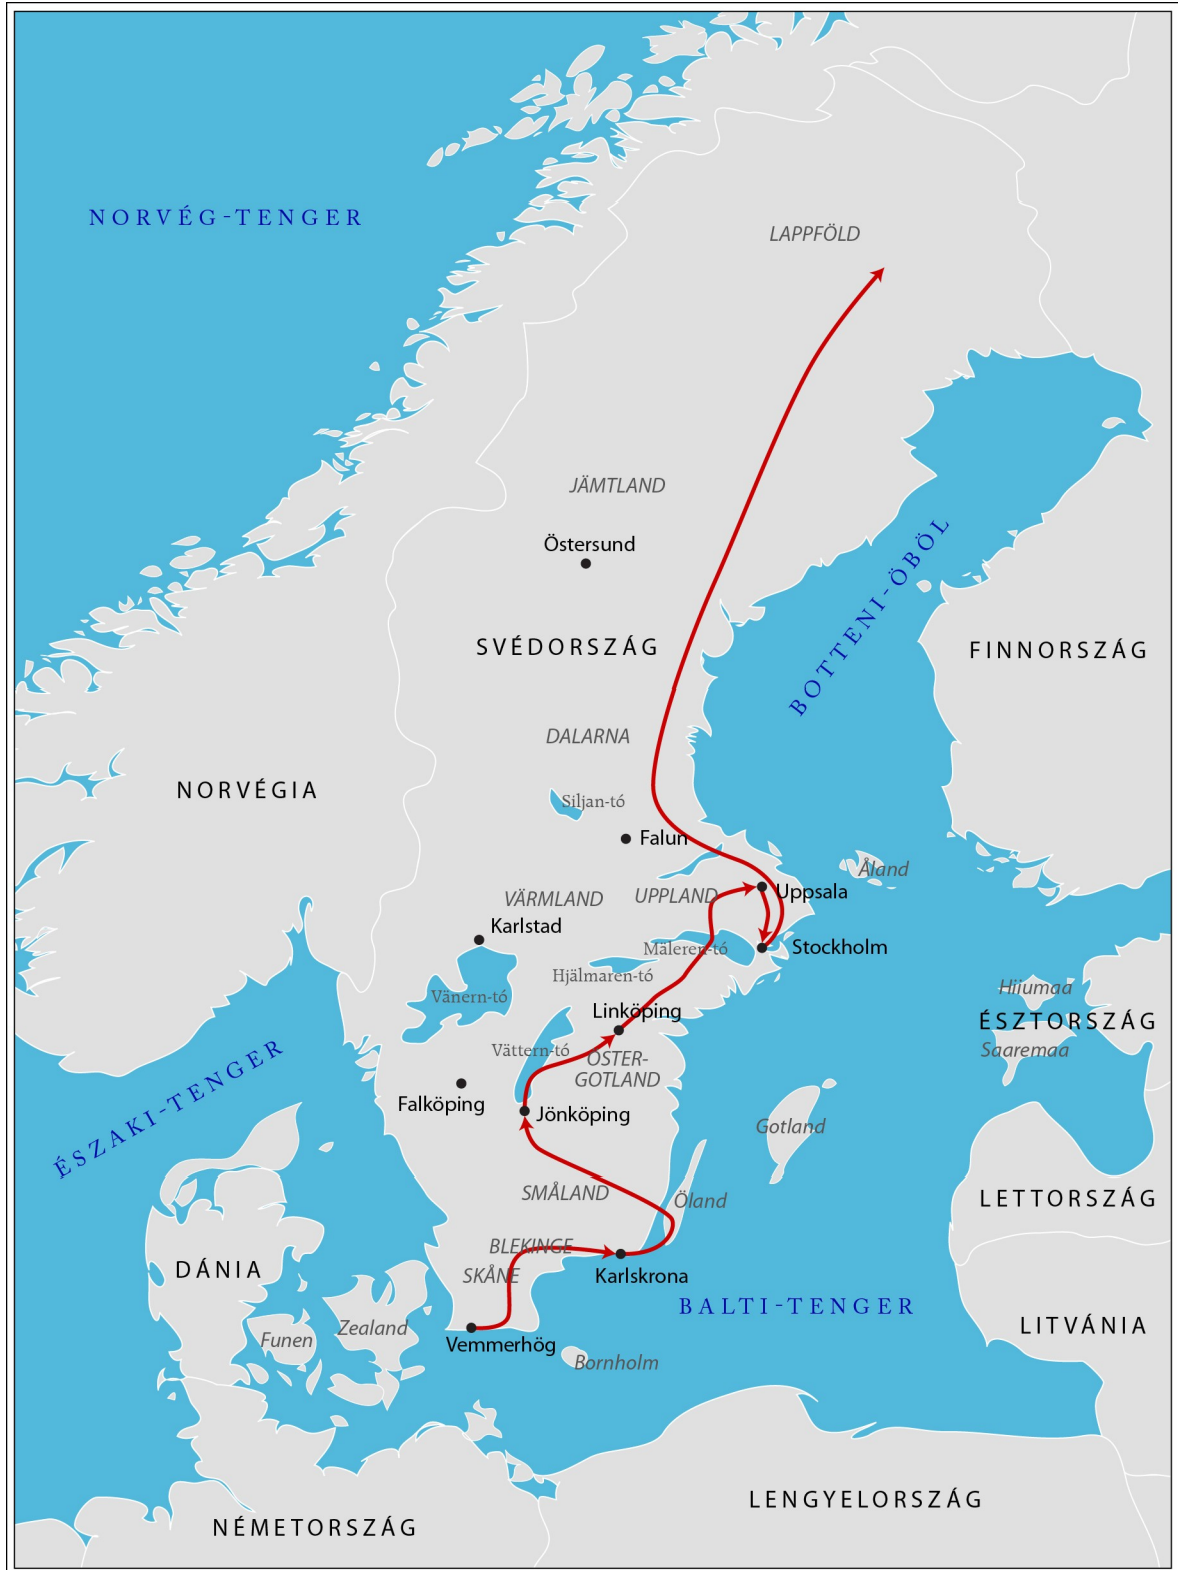 NORVÉG-TENGER
LAPPFÖLD
JÄMTLAND
Östersund
BOTTENI-ÖBÖL
SVÉDORSZÁG
FINNORSZÁG
DALARNA
NORVÉGIA
Siljan-tó
Falun
Åland
UPPLAND
Uppsala
VÄRMLAND
Karlstad
Mäleren-tó
Stockholm
Hjälmaren-tó
Vänern-tó
Hiiumaa
Linköping
ÉSZTORSZÁG
Vättern-tó
Saaremaa
ÖSTER-
GOTLAND
ÉSZAKI-TENGER
Falköping
Jönköping
Gotland
SMÅLAND
Öland
LETTORSZÁG
BLEKINGE
DÁNIA
SKÅNE
Karlskrona
BALTI-TENGER
LITVÁNIA
Zealand
Funen
Vemmerhög
Bornholm
LENGYELORSZÁG
NÉMETORSZÁG